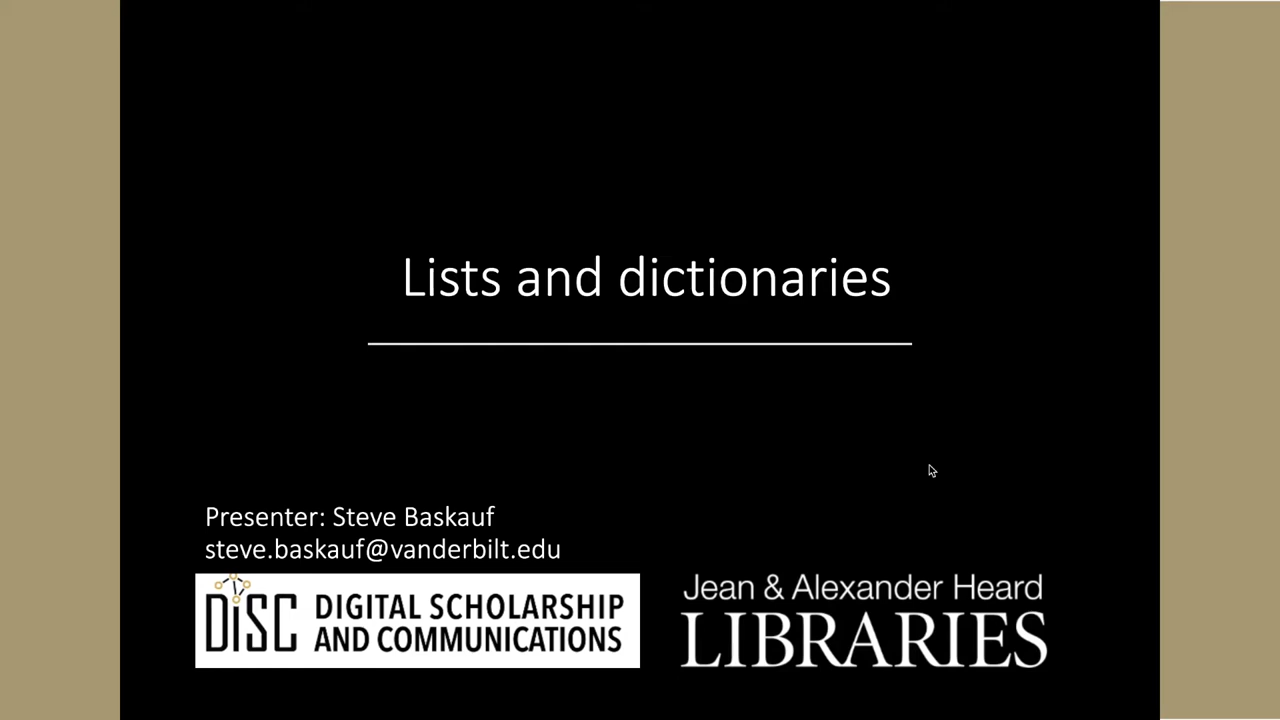 Lists and dictionaries
Presenter: Steve Baskauf
steve.baskauf@vanderbilt.edu
DiSC DIGITAL SCHOLARSHIP
AND COMMUNICATIONS
Jean & Alexander Heard
LIBRARIES